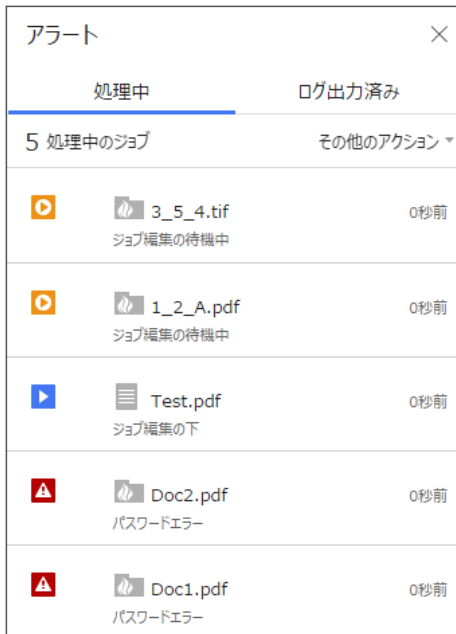 アラート
処理中 ログ出力済み
5 処理中のジョブ その他のアクション
3_5_4.tif 0秒前
ジョブ編集の待機中
1_2_A.pdf 0秒前
ジョブ編集の待機中
Test.pdf 0秒前
ジョブ編集の下
Doc2.pdf 0秒前
パスワードエラー
Doc1.pdf 0秒前
パスワードエラー